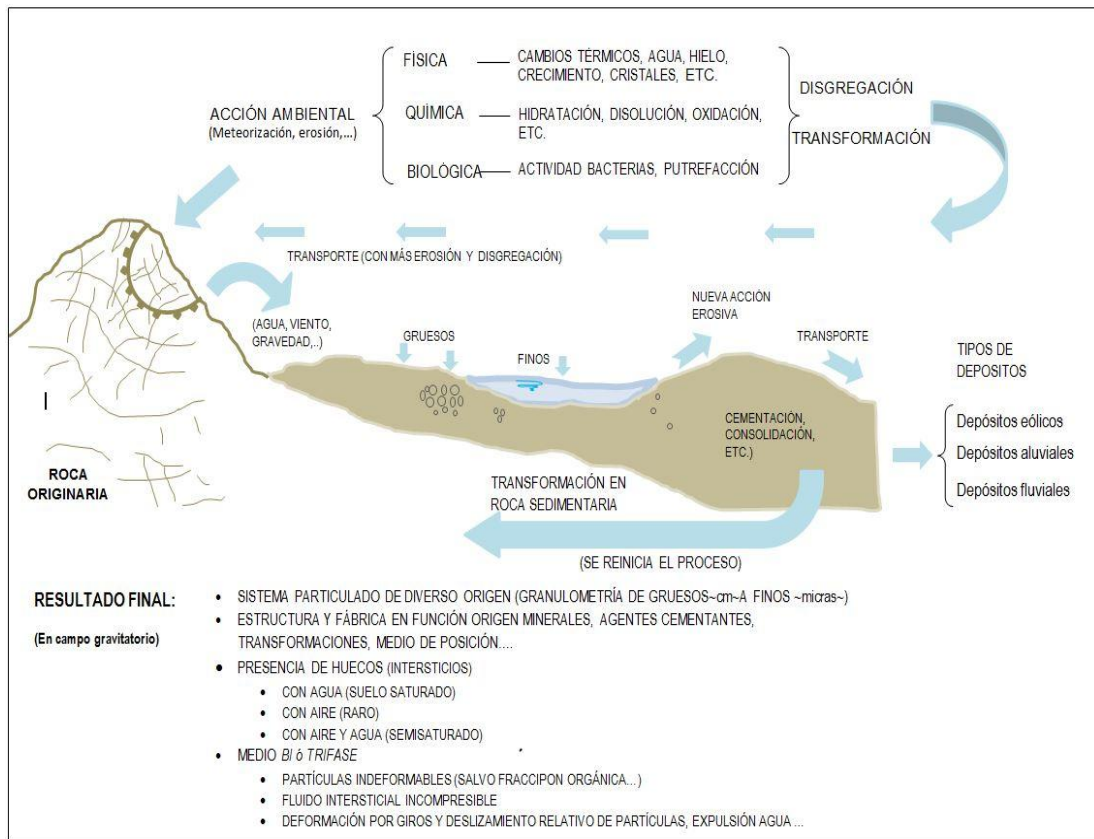 FÍSICA
CAMBIOS TÉRMICOS, AGUA, HIELO,
CRECIMIENTO, CRISTALES, ETC.
DISGREGACIÓN
ACCIÓN AMBIENTAL
(Meteorización, erosión,...)
QUÍMICA
HIDRATACIÓN, DISOLUCIÓN, OXIDACIÓN,
ETC.
TRANSFORMACIÓN
BIOLÓGICA
ACTIVIDAD BACTERIAS, PUTREFACCIÓN
TRANSPORTE (CON MÁS EROSIÓN Y DISGREGACIÓN)
(AGUA, VIENTO,
GRAVEDAD,..)
GRUESOS
FINOS
NUEVA ACCIÓN
EROSIVA
TRANSPORTE
TIPOS DE
DEPOSITOS
I
ROCA
ORIGINARIA
CEMENTACIÓN,
CONSOLIDACIÓN,
ETC.)
Depósitos eólicos
Depósitos aluviales
Depósitos fluviales
TRANSFORMACIÓN EN
ROCA SEDIMENTARIA
(SE REINICIA EL PROCESO)
RESULTADO FINAL:
(En campo gravitatorio)
• SISTEMA PARTICULADO DE DIVERSO ORIGEN (GRANULOMETRÍA DE GRUESOS~cm~A FINOS ~micras~)
• ESTRUCTURA Y FÁBRICA EN FUNCIÓN ORIGEN MINERALES, AGENTES CEMENTANTES,
TRANSFORMACIONES, MEDIO DE POSICIÓN....
• PRESENCIA DE HUECOS (INTERSTICIOS)
• CON AGUA (SUELO SATURADO)
• CON AIRE (RARO)
• CON AIRE Y AGUA (SEMISATURADO)
• MEDIO BI ó TRIFASE
• PARTÍCULAS INDEFORMABLES (SALVO FRACCIPON ORGÁNICA...)
• FLUIDO INTERSTICIAL INCOMPRESIBLE
• DEFORMACIÓN POR GIROS Y DESLIZAMIENTO RELATIVO DE PARTÍCULAS, EXPULSIÓN AGUA ...